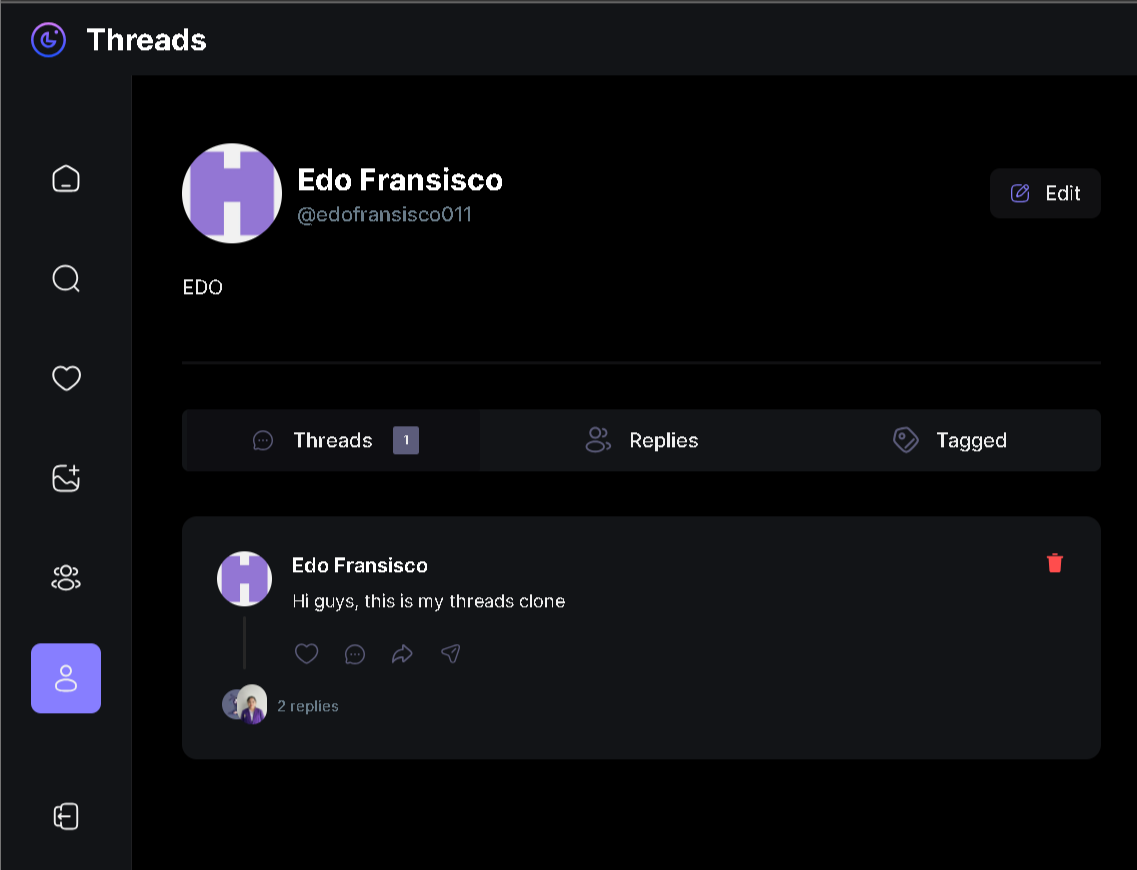 Threads
Edo Fransisco
@edofransisco011
Edit
EDO
Threads 1
Replies
Tagged
Edo Fransisco
Hi guys, this is my threads clone
2 replies